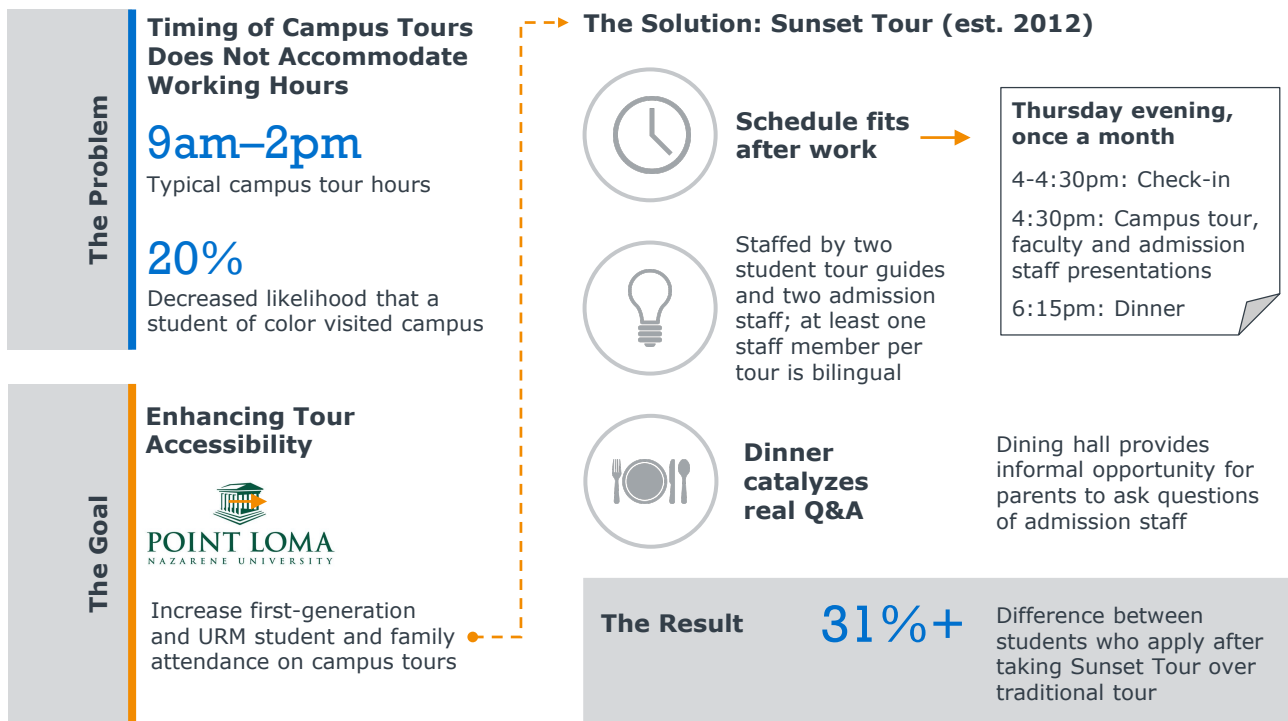 The Problem
Timing of Campus Tours
Does Not Accommodate
Working Hours
9am–2pm
Typical campus tour hours
20%
Decreased likelihood that a
student of color visited campus
The Goal
Enhancing Tour
Accessibility
POINT LOMA
NAZARENE UNIVERSITY
Increase first-generation
and URM student and family
attendance on campus tours
The Solution: Sunset Tour (est. 2012)
Schedule fits
after work
Thursday evening,
once a month
4-4:30pm: Check-in
4:30pm: Campus tour,
faculty and admission
staff presentations
6:15pm: Dinner
Staffed by two
student tour guides
and two admission
staff; at least one
staff member per
tour is bilingual
Dinner
catalyzes
real Q&A
Dining hall provides
informal opportunity for
parents to ask questions
of admission staff
The Result
31%+
Difference between
students who apply after
taking Sunset Tour over
traditional tour